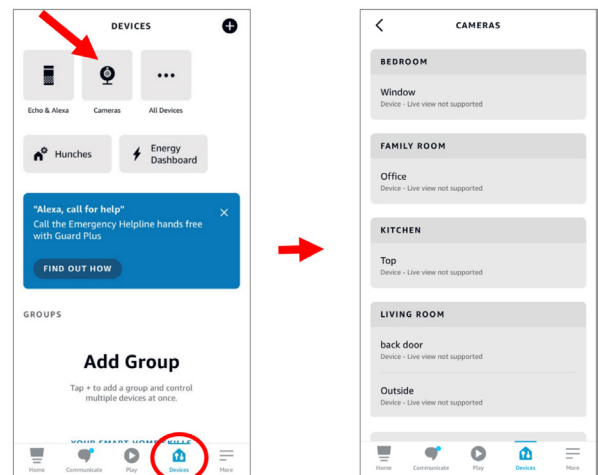 DEVICES
Echo & Alexa
Cameras
All Devices
Hunches
Energy
Dashboard
"Alexa, call for help"
Call the Emergency Helpline hands free
with Guard Plus
FIND OUT HOW
GROUPS
Add Group
Tap + to add a group and control
multiple devices at once.
YOUR SMART HOME SKILLS
Home
Communicate
Play
Devices
More
CAMERAS
BEDROOM
Window
Device - Live view not supported
FAMILY ROOM
Office
Device - Live view not supported
KITCHEN
Top
Device - Live view not supported
LIVING ROOM
back door
Device - Live view not supported
Outside
Device - Live view not supported
Home
Communicate
Play
Devices
More